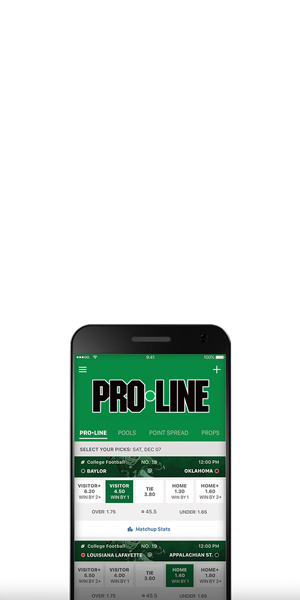 9:41 100%
PRO•LINE
PRO•LINE POOLS POINT SPREAD PROPS
SELECT YOUR PICKS: SAT, DEC 07
# College Football NO. 19 12:00 PM
BAYLOR OKLAHOMA
VISITOR+ 6.30 WIN BY 2+
VISITOR 4.50 WIN BY 1
TIE 3.80
HOME 1.30 WIN BY 1
HOME+ 1.80 WIN BY 2+
OVER 1.75 45.5 UNDER 1.65
Matchup Stats
College Football NO. 18 12:00 PM
LOUISIANA LAFAYETTE APPALACHIAN ST.
VISITOR+ 5.50 WIN BY 2+
VISITOR 4.00 WIN BY 1
TIE 3.80
HOME 1.60 WIN BY 1
HOME+ 1.80 WIN BY 2+